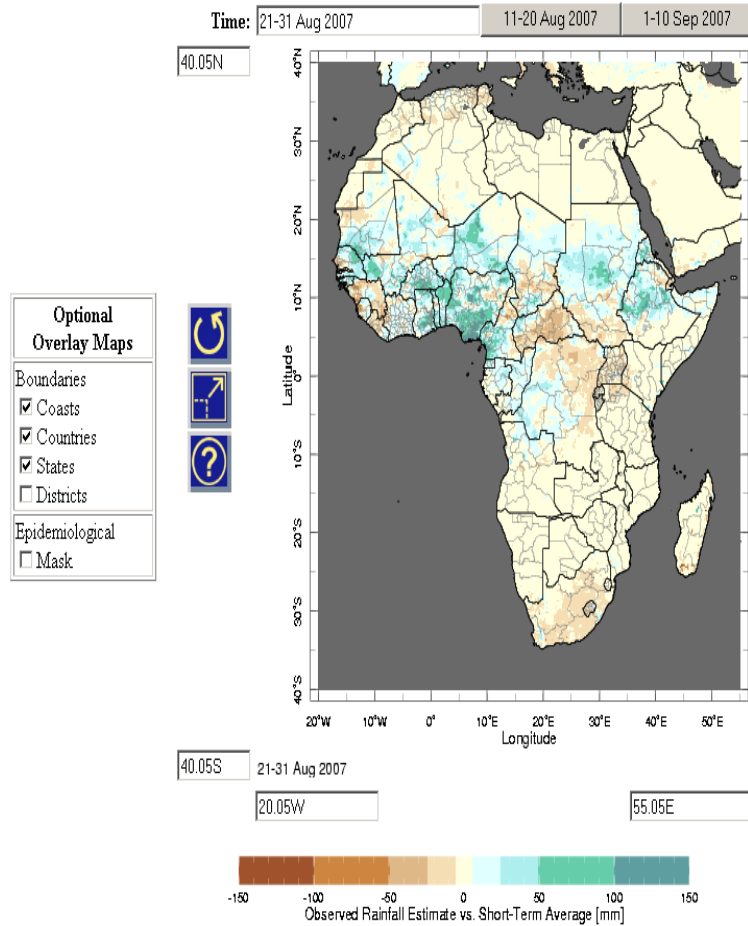 Time: 21-31 Aug 2007 11-20 Aug 2007 1-10 Sep 2007
40.05N
40°N
30°N
20°N
10°N
0°
10°S
20°S
30°S
40°S
Latitude
20°W 10°W 0° 10°E 20°E 30°E 40°E 50°E
Longitude
Optional
Overlay Maps
Boundaries
Coasts
Countries
States
Districts
Epidemiological
Mask
?
40.05S 21-31 Aug 2007
20.05W 55.05E
-150 -100 -50 0 50 100 150
Observed Rainfall Estimate vs. Short-Term Average [mm]